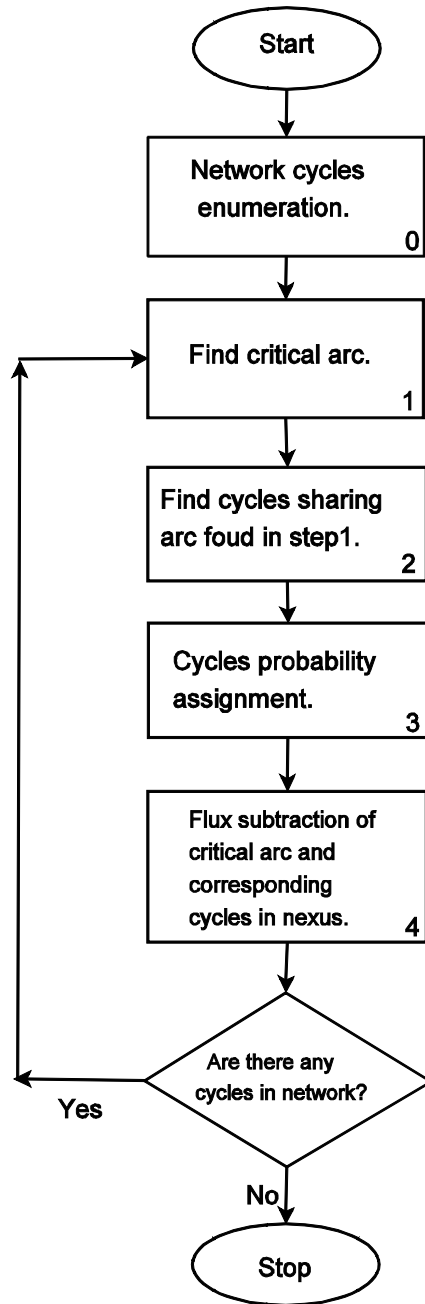 Start
Network cycles
enumeration.
0
Find critical arc.
1
Find cycles sharing
arc foud in step1.
2
Cycles probability
assignment.
3
Flux subtraction of
critical arc and
corresponding
cycles in nexus.
4
Are there any
cycles in network?
Yes
No
Stop